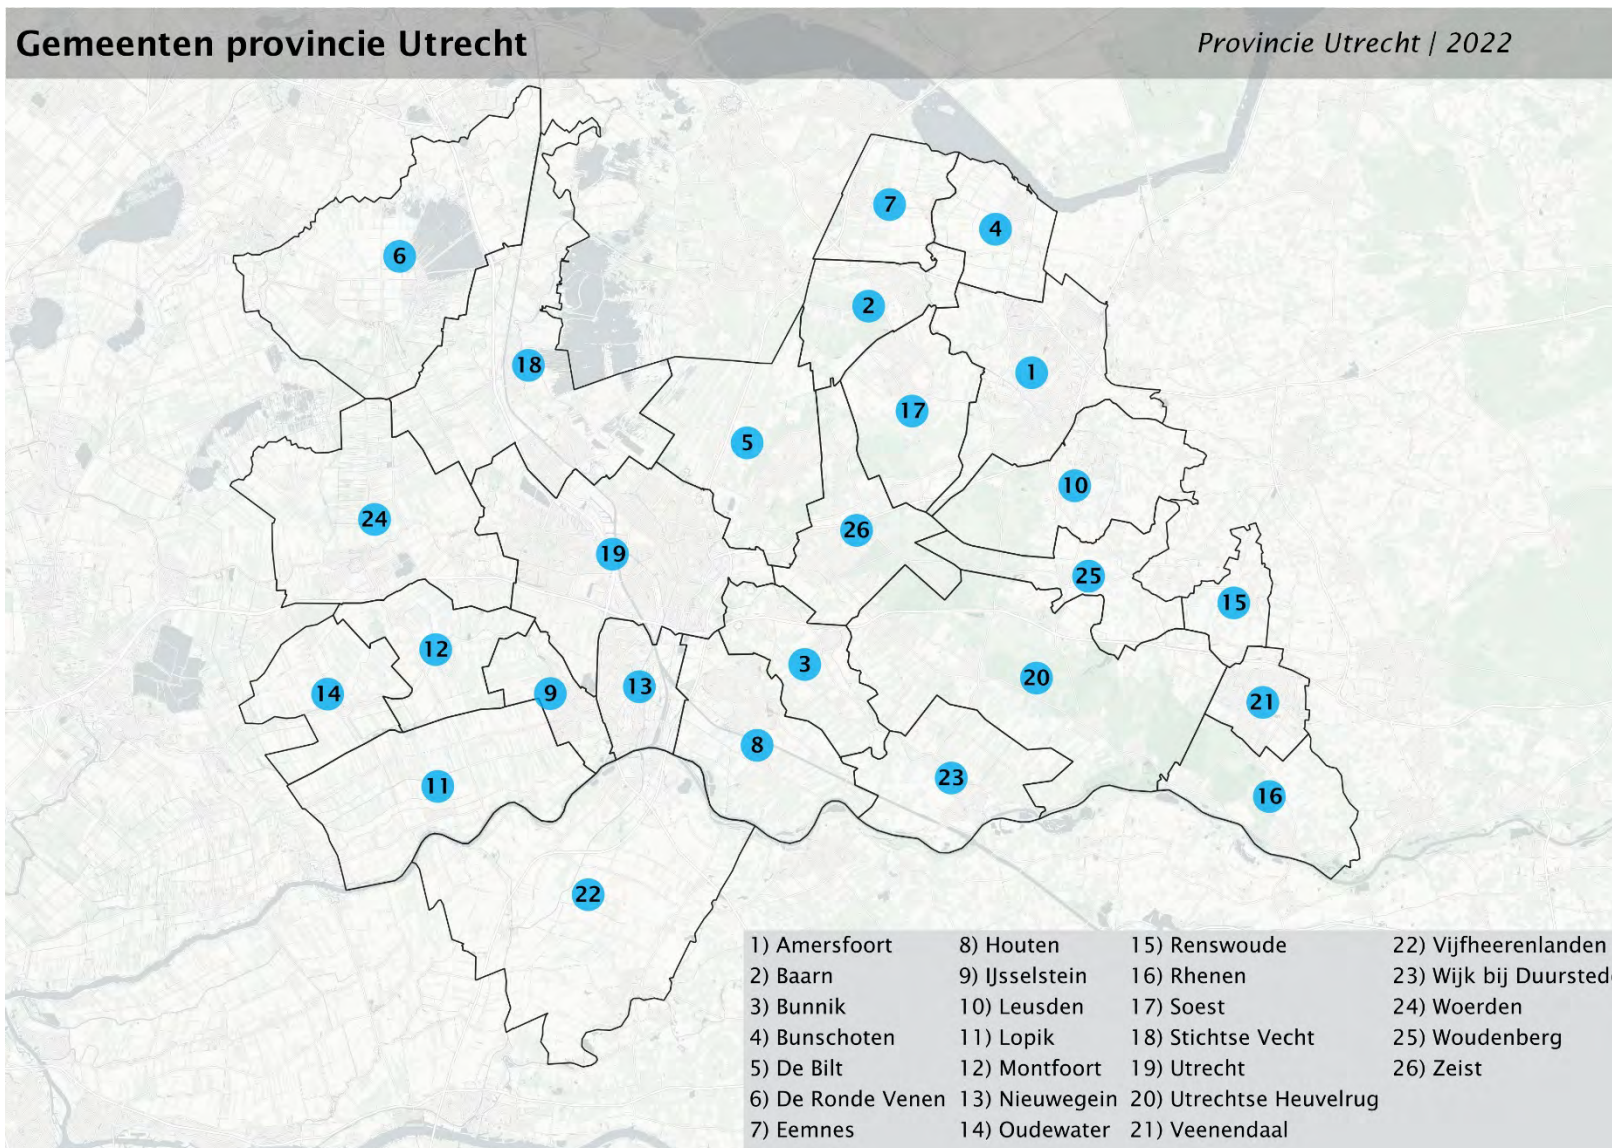 Gemeenten provincie Utrecht
Provincie Utrecht | 2022
7
4
6
2
18
1
17
5
10
24
26
19
25
15
12
3
20
14
9
13
21
8
23
11
16
22
1) Amersfoort
2) Baarn
3) Bunnik
4) Bunschoten
5) De Bilt
6) De Ronde Venen
7) Eemnes
8) Houten
9) IJsselstein
10) Leusden
11) Lopik
12) Montfoort
13) Nieuwegein
14) Oudewater
15) Renswoude
16) Rhenen
17) Soest
18) Stichtse Vecht
19) Utrecht
20) Utrechtse Heuvelrug
21) Veenendaal
22) Vijfheerenlanden
23) Wijk bij Duurstede
24) Woerden
25) Woudenberg
26) Zeist